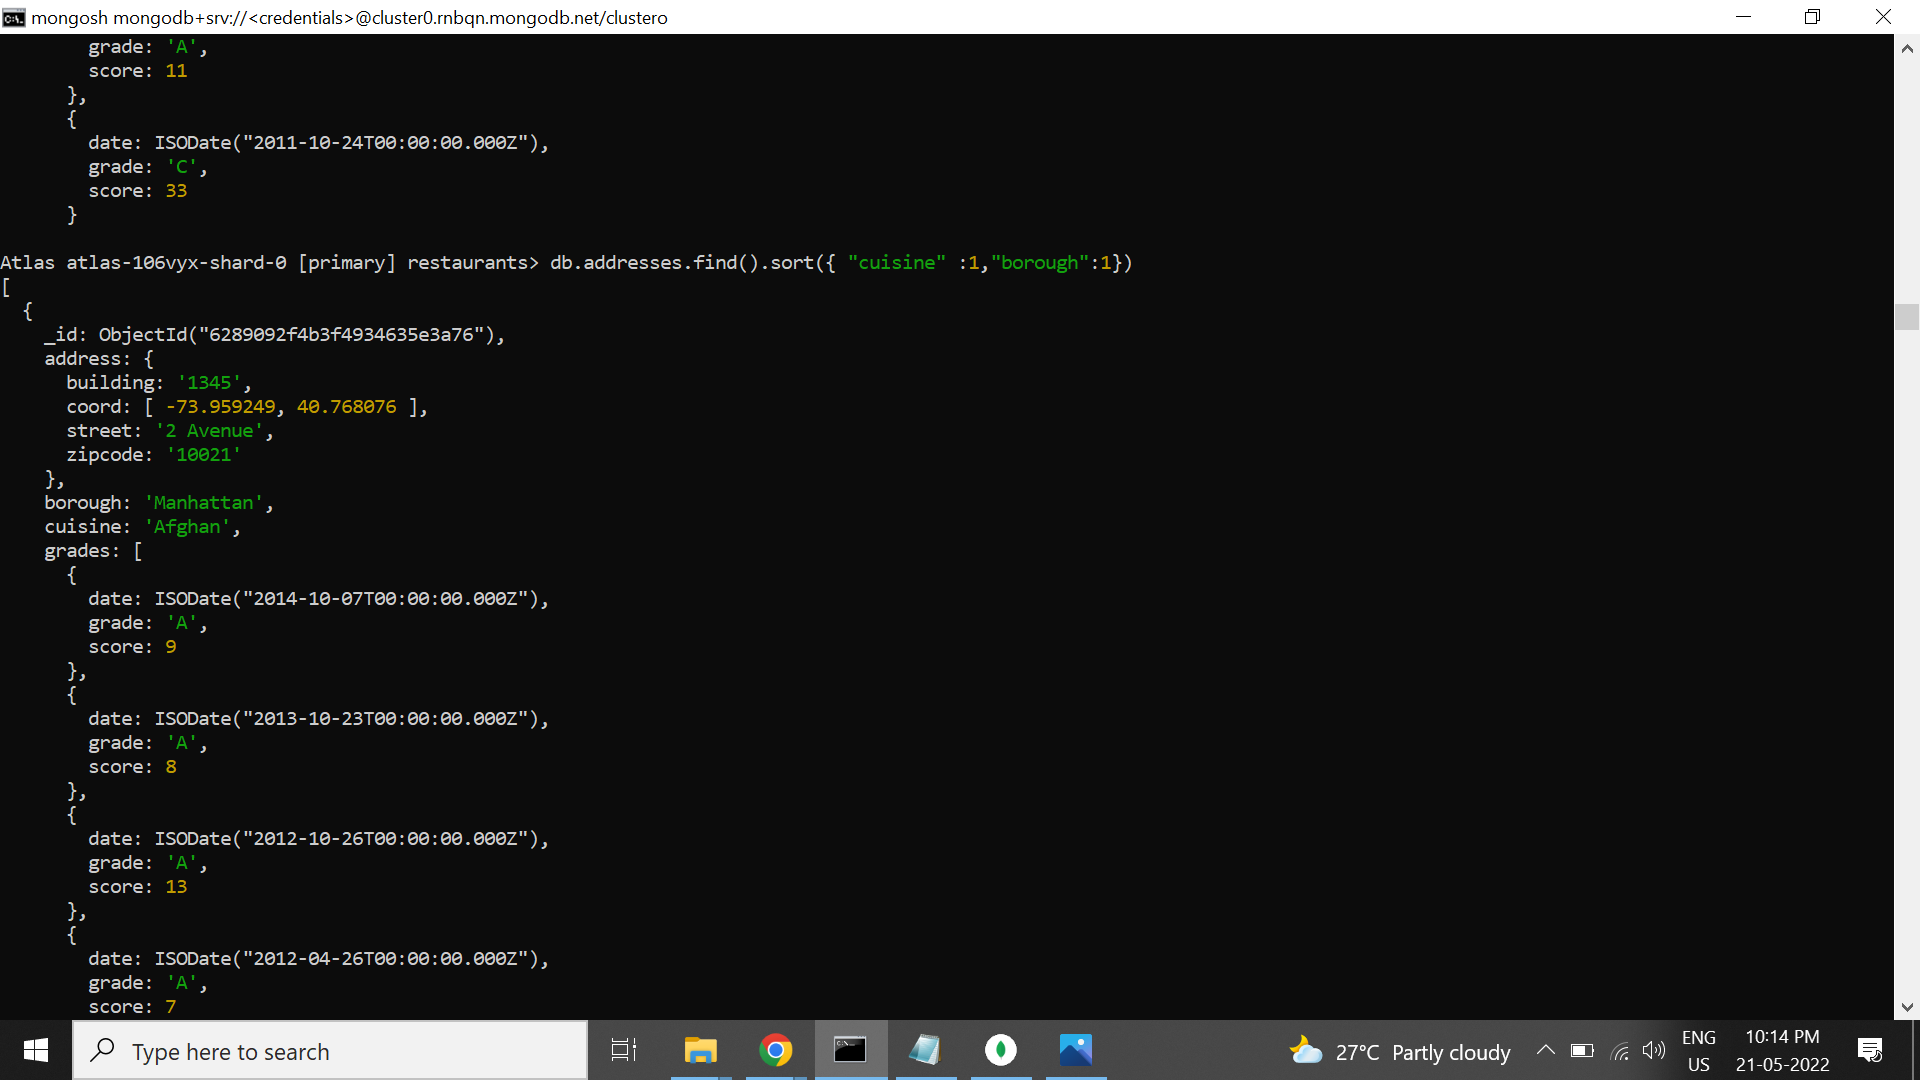 mongosh mongodb+srv://<credentials>@cluster0.rnbqn.mongodb.net/clustero
grade: 'A',
score: 11
},
{
date: ISODate("2011-10-24T00:00:00.000Z"),
grade: 'C',
score: 33
}
Atlas atlas-106vyx-shard-0 [primary] restaurants> db.addresses.find().sort({ "cuisine" :1,"borough":1})
[
{
_id: ObjectId("6289092f4b3f4934635e3a76"),
address: {
building: '1345',
coord: [ -73.959249, 40.768076 ],
street: '2 Avenue',
zipcode: '10021'
},
borough: 'Manhattan',
cuisine: 'Afghan',
grades: [
{
date: ISODate("2014-10-07T00:00:00.000Z"),
grade: 'A',
score: 9
},
{
date: ISODate("2013-10-23T00:00:00.000Z"),
grade: 'A',
score: 8
},
{
date: ISODate("2012-10-26T00:00:00.000Z"),
grade: 'A',
score: 13
},
{
date: ISODate("2012-04-26T00:00:00.000Z"),
grade: 'A',
score: 7
Type here to search
27°C Partly cloudy
ENG
US
10:14 PM
21-05-2022